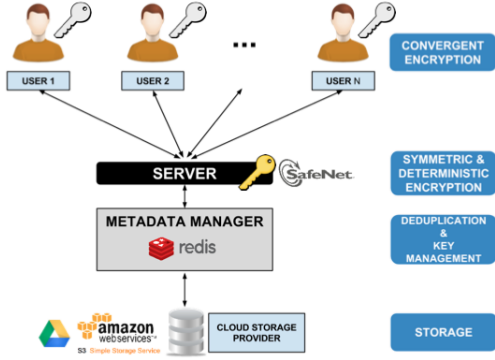 CONVERGENT
ENCRYPTION
USER 1
USER 2
...
USER N
SERVER
SafeNet.
SYMMETRIC &
DETERMINISTIC
ENCRYPTION
METADATA MANAGER
redis
DEDUPLICATION
&
KEY
MANAGEMENT
amazon
webservices™
S3 Simple Storage Service
CLOUD STORAGE
PROVIDER
STORAGE